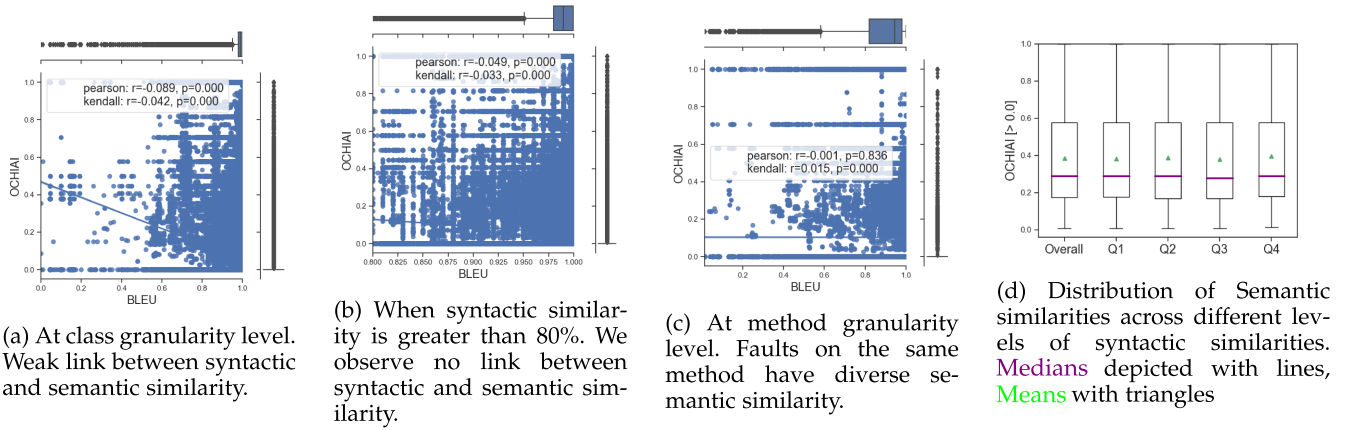 pearson: r=-0.089, p=0.000
kendall: r=-0.042, p=0.000
OCHIAI
1.0
0.8
0.6
0.4
0.2
0.0
0.0 0.2 0.4 0.6 0.8 1.0
BLEU
(a) At class granularity level.
Weak link between syntactic
and semantic similarity.
pearson: r=-0.049, p=0.000
kendall: r=-0.033, p=0.000
OCHIAI
1.0
0.8
0.6
0.4
0.2
0.0
0.800 0.825 0.850 0.875 0.900 0.925 0.950 0.975 1.000
BLEU
(b) When syntactic similar-
ity is greater than 80%. We
observe no link between
syntactic and semantic sim-
ilarity.
pearson: r=-0.001, p=0.836
kendall: r=0.015, p=0.000
OCHIAI
1.0
0.8
0.6
0.4
0.2
0.0
0.2 0.4 0.6 0.8 1.0
BLEU
(c) At method granularity
level. Faults on the same
method have diverse se-
mantic similarity.
OCHIAI [> 0.0]
1.0
0.8
0.6
0.4
0.2
0.0
Overall Q1 Q2 Q3 Q4
(d) Distribution of Semantic
similarities across different lev-
els of syntactic similarities.
Medians depicted with lines,
Means with triangles